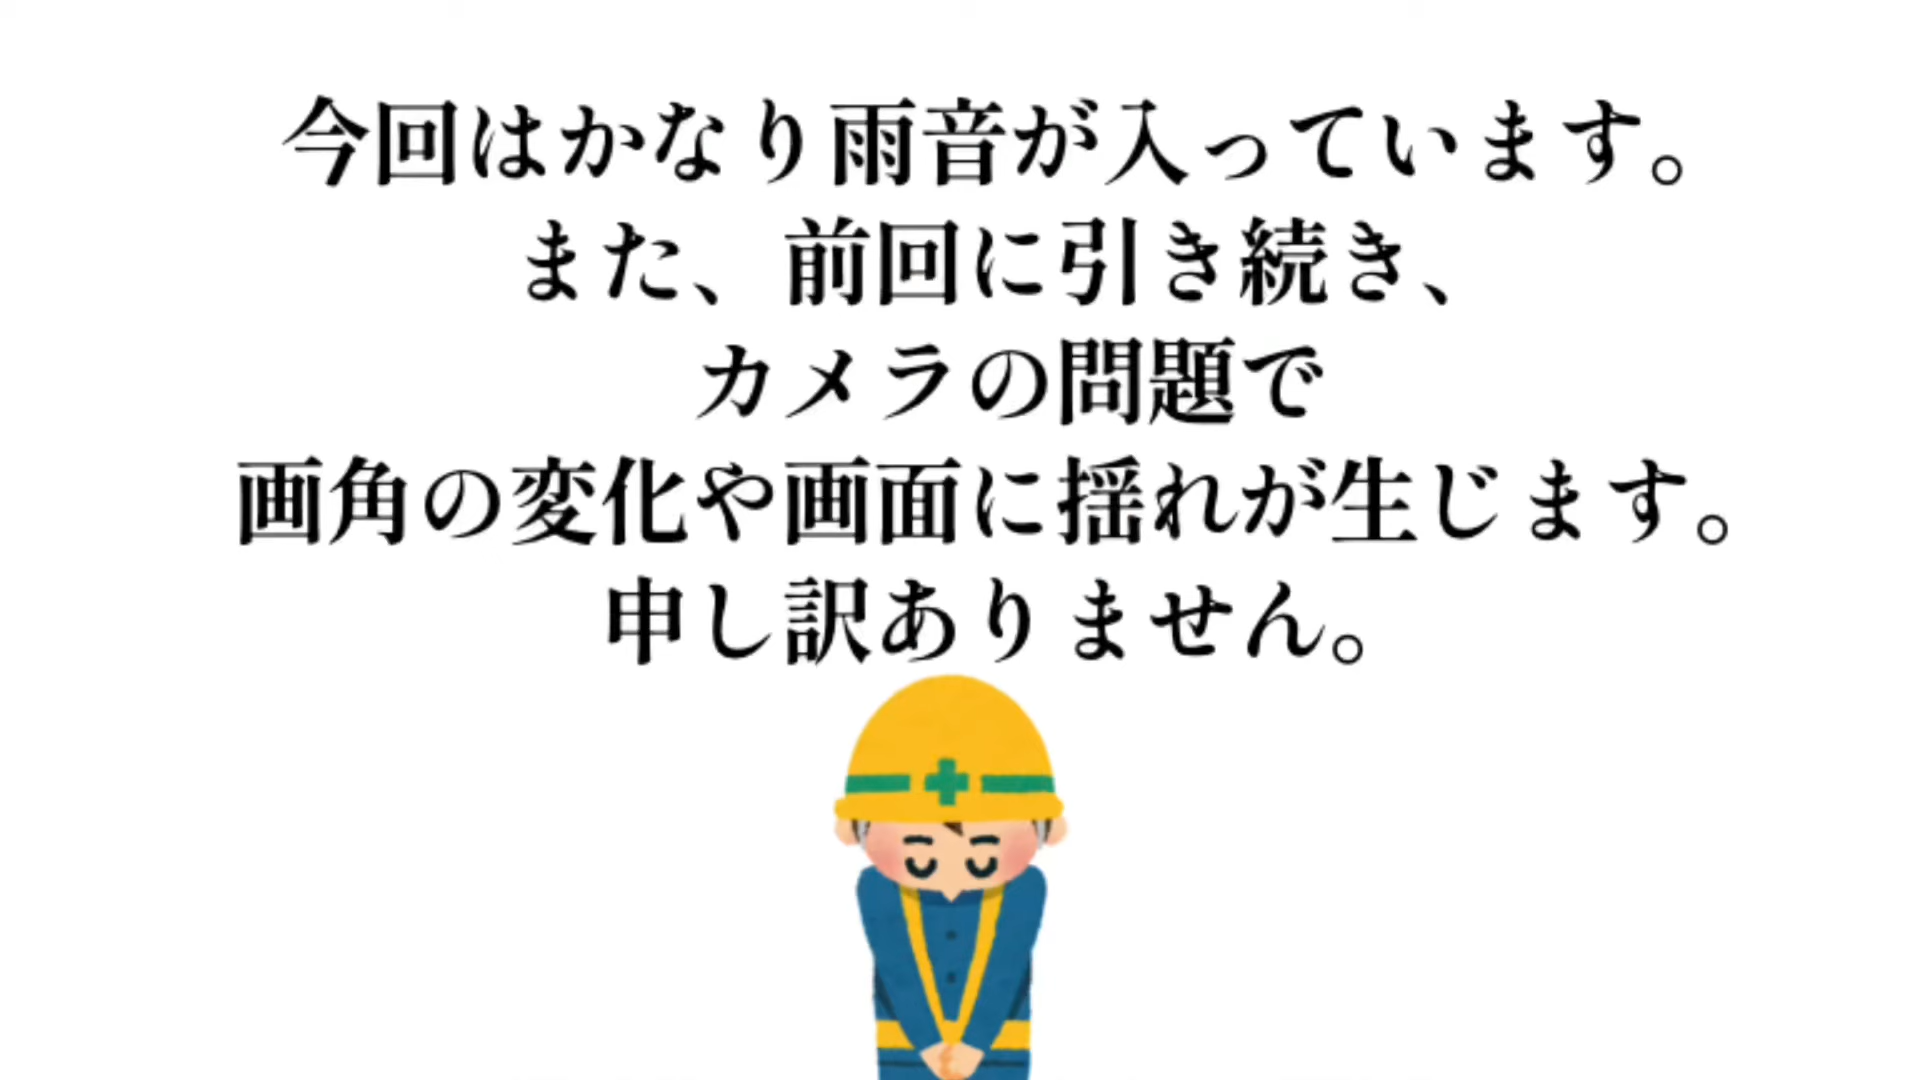 今回はかなり雨音が入っています。
また、前回に引き続き、
カメラの問題で
画角の変化や画面に揺れが生じます。
申し訳ありません。